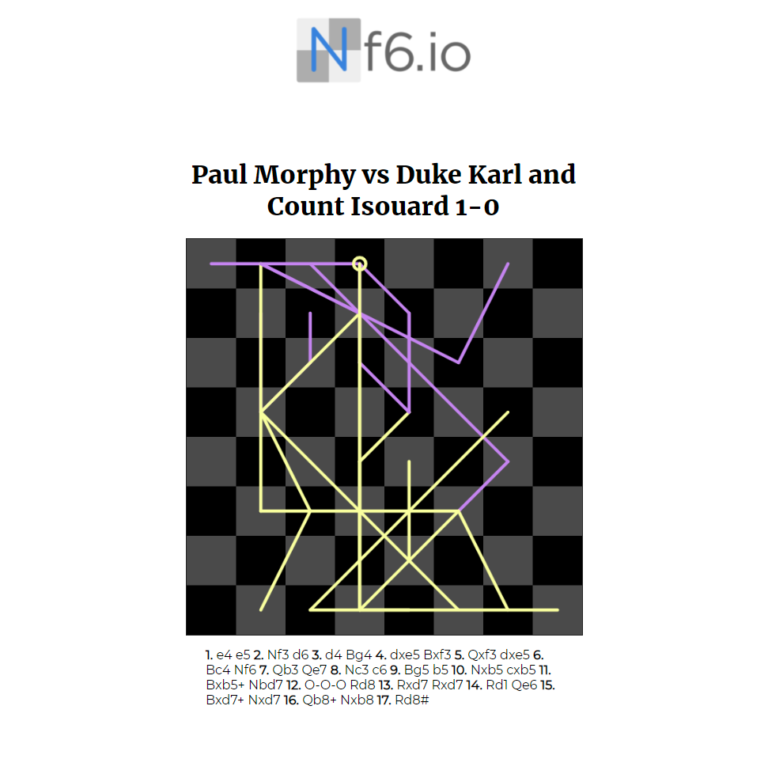 Nf6.io
Paul Morphy vs Duke Karl and
Count Isouard 1-0
1. e4 e5 2. Nf3 d6 3. d4 Bg4 4. dxe5 Bxf3 5. Qxf3 dxe5 6.
Bc4 Nf6 7. Qb3 Qe7 8. Nc3 c6 9. Bg5 b5 10. Nxb5 cxb5 11.
Bxb5+ Nbd7 12. O-O-O Rd8 13. Rxd7 Rxd7 14. Rd1 Qe6 15.
Bxd7+ Nxd7 16. Qb8+ Nxb8 17. Rd8#